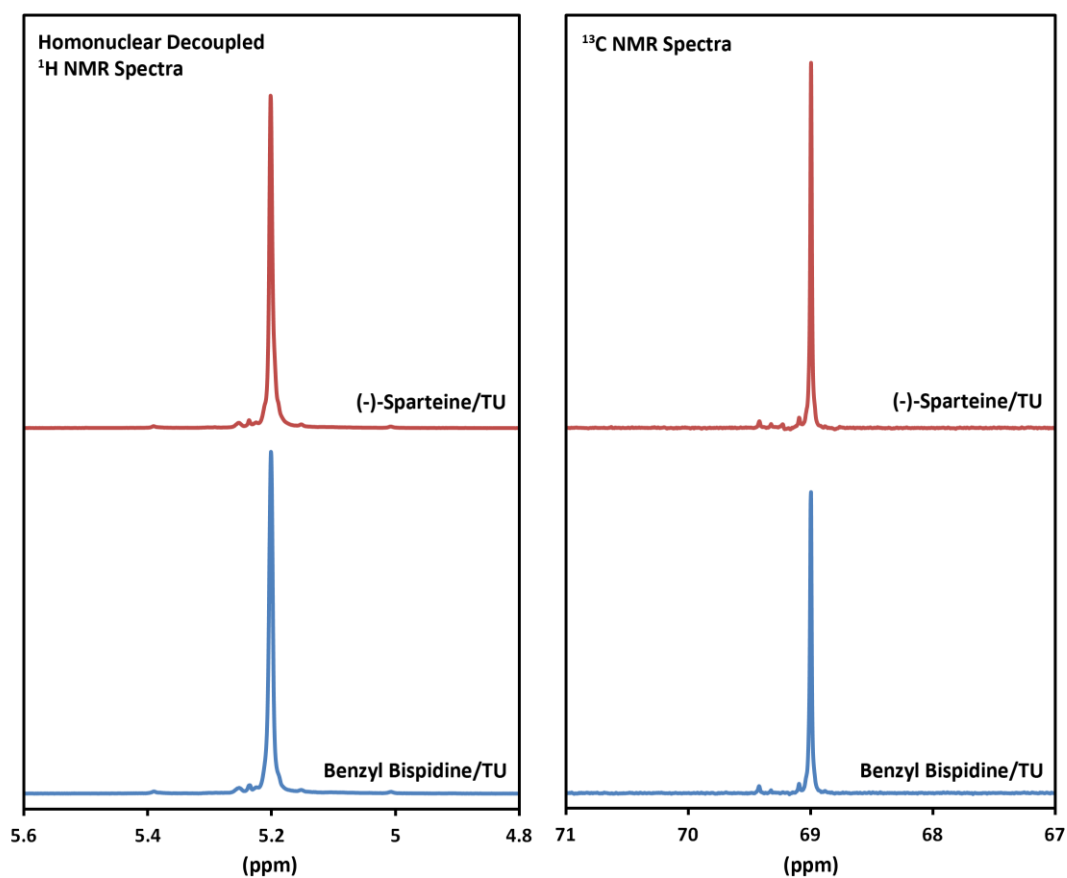 Homonuclear Decoupled
¹H NMR Spectra
(-)-Sparteine/TU
Benzyl Bispidine/TU
5.6 5.4 5.2 5 4.8
(ppm)
¹³C NMR Spectra
(-)-Sparteine/TU
Benzyl Bispidine/TU
71 70 69 68 67
(ppm)